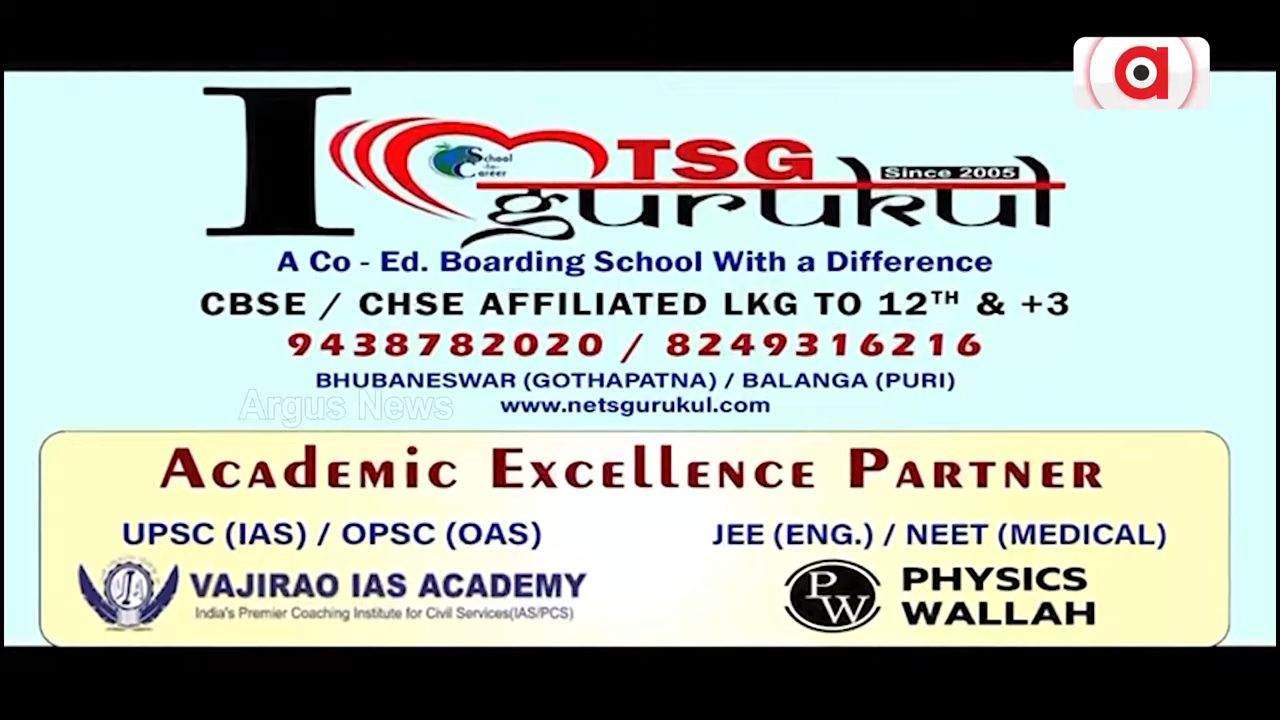 a
I TSG
School
-to-
Career
gurukul
Since 2005
A Co - Ed. Boarding School With a Difference
CBSE / CHSE AFFILIATED LKG TO 12TH & +3
9438782020 / 8249316216
BHUBANESWAR (GOTHAPATNA) / BALANGA (PURI)
Argus News
www.netsgurukul.com
Academic Excellence Partner
UPSC (IAS) / OPSC (OAS)
VAJIRAO IAS ACADEMY
India's Premier Coaching Institute for Civil Services(IAS/PCS)
JEE (ENG.) / NEET (MEDICAL)
PW
PHYSICS
WALLAH